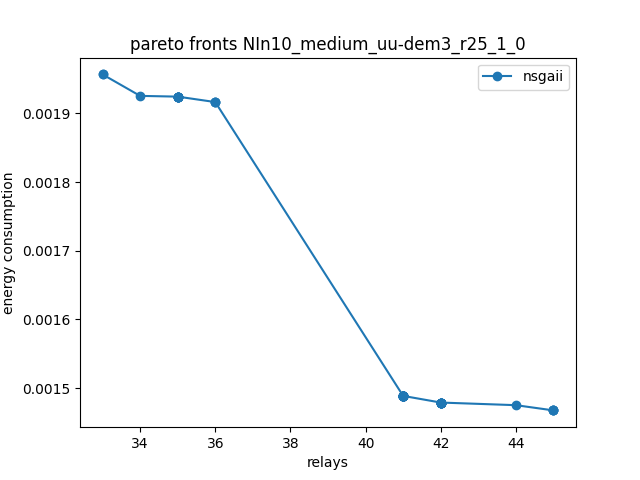 pareto fronts NIn10_medium_uu-dem3_r25_1_0
nsgaii
energy consumption
0.0019
0.0018
0.0017
0.0016
0.0015
34 36 38 40 42 44
relays